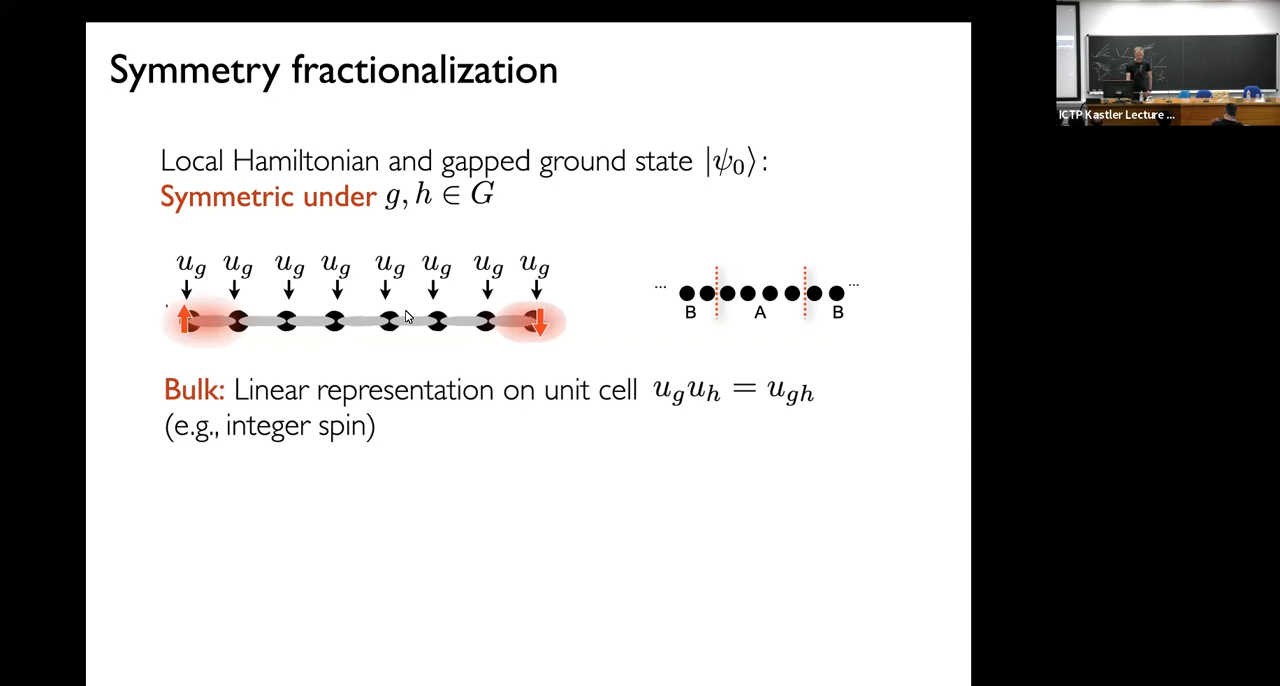 Symmetry fractionalization
Local Hamiltonian and gapped ground state |ψ₀⟩:
Symmetric under g, h ∈ G
u_g u_g u_g u_g u_g u_g u_g u_g
... ...
B A B
Bulk: Linear representation on unit cell u_g u_h = u_gh
(e.g., integer spin)
ICTP Kastler Lecture ...